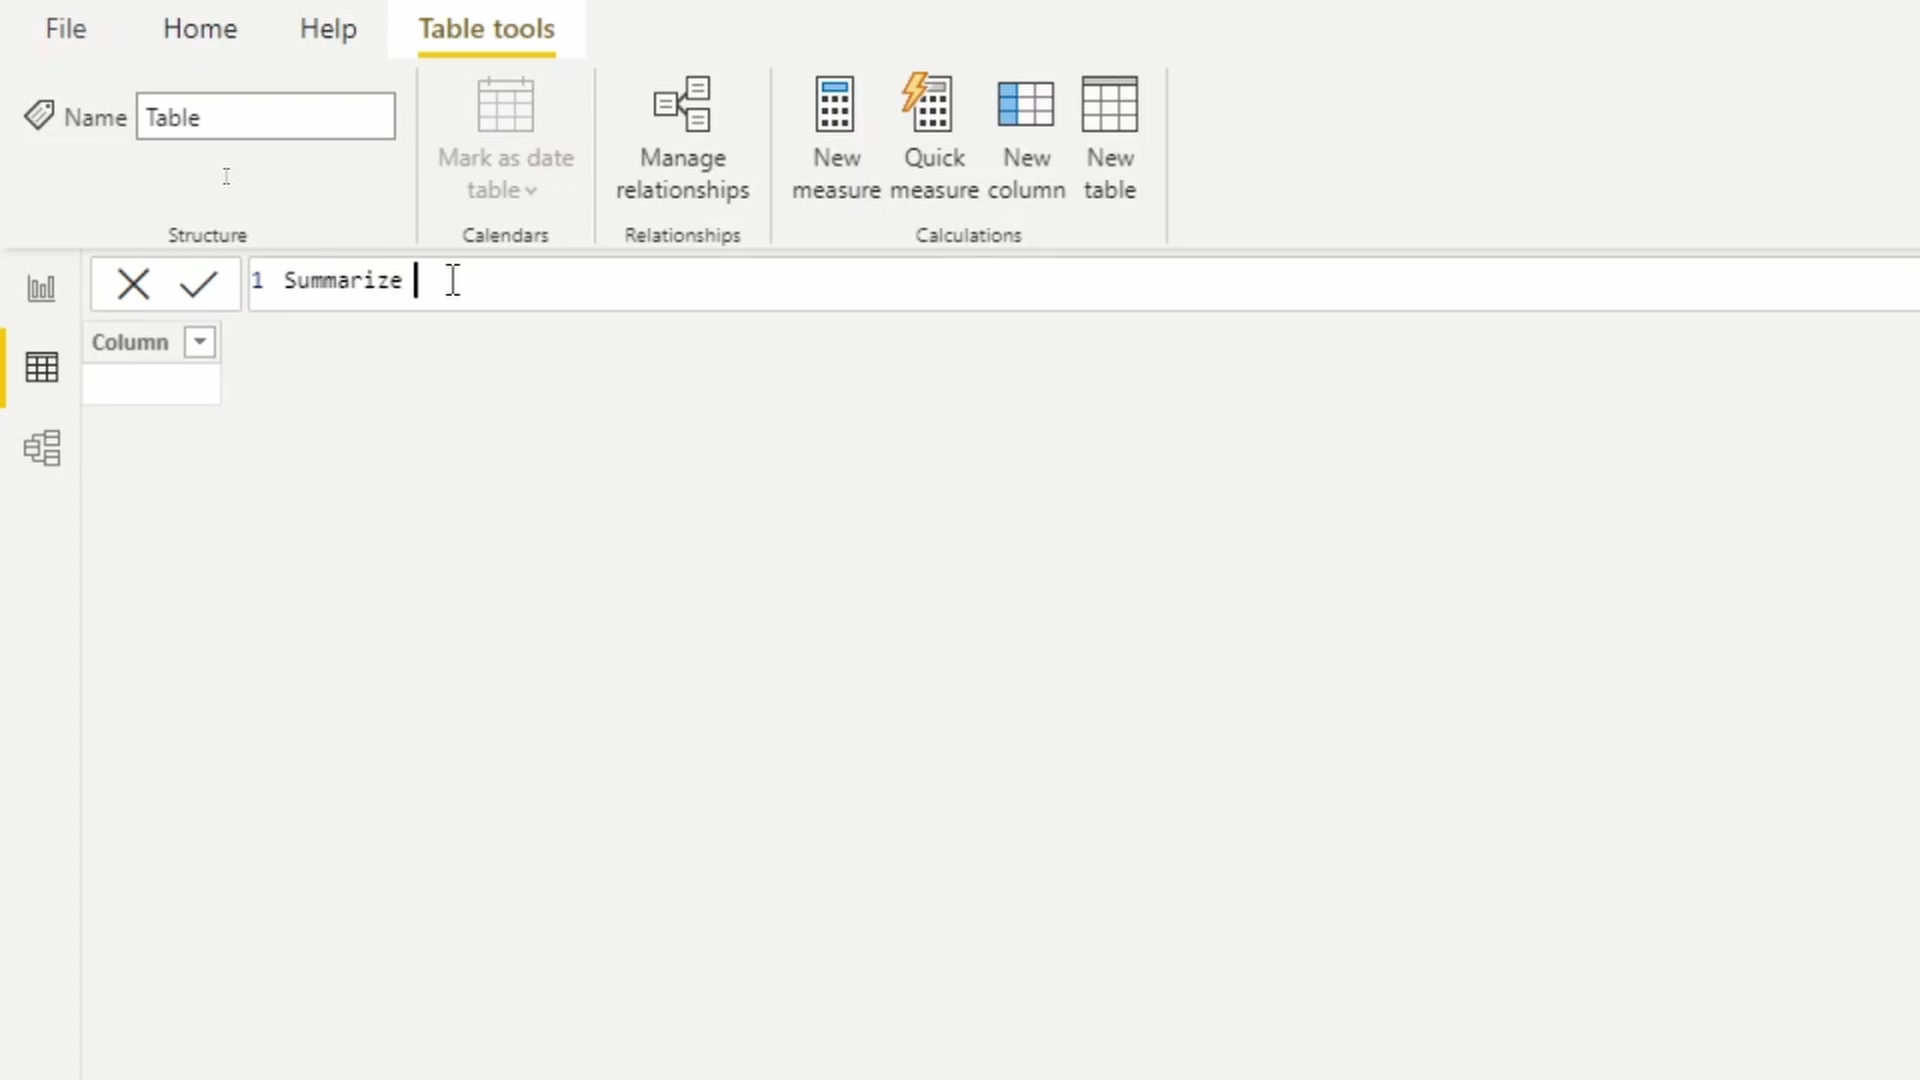 File Home Help Table tools
Name Table
Mark as date table
Manage relationships
New measure
Quick measure
New column
New table
Structure Calendars Relationships Calculations
1 Summarize
Column